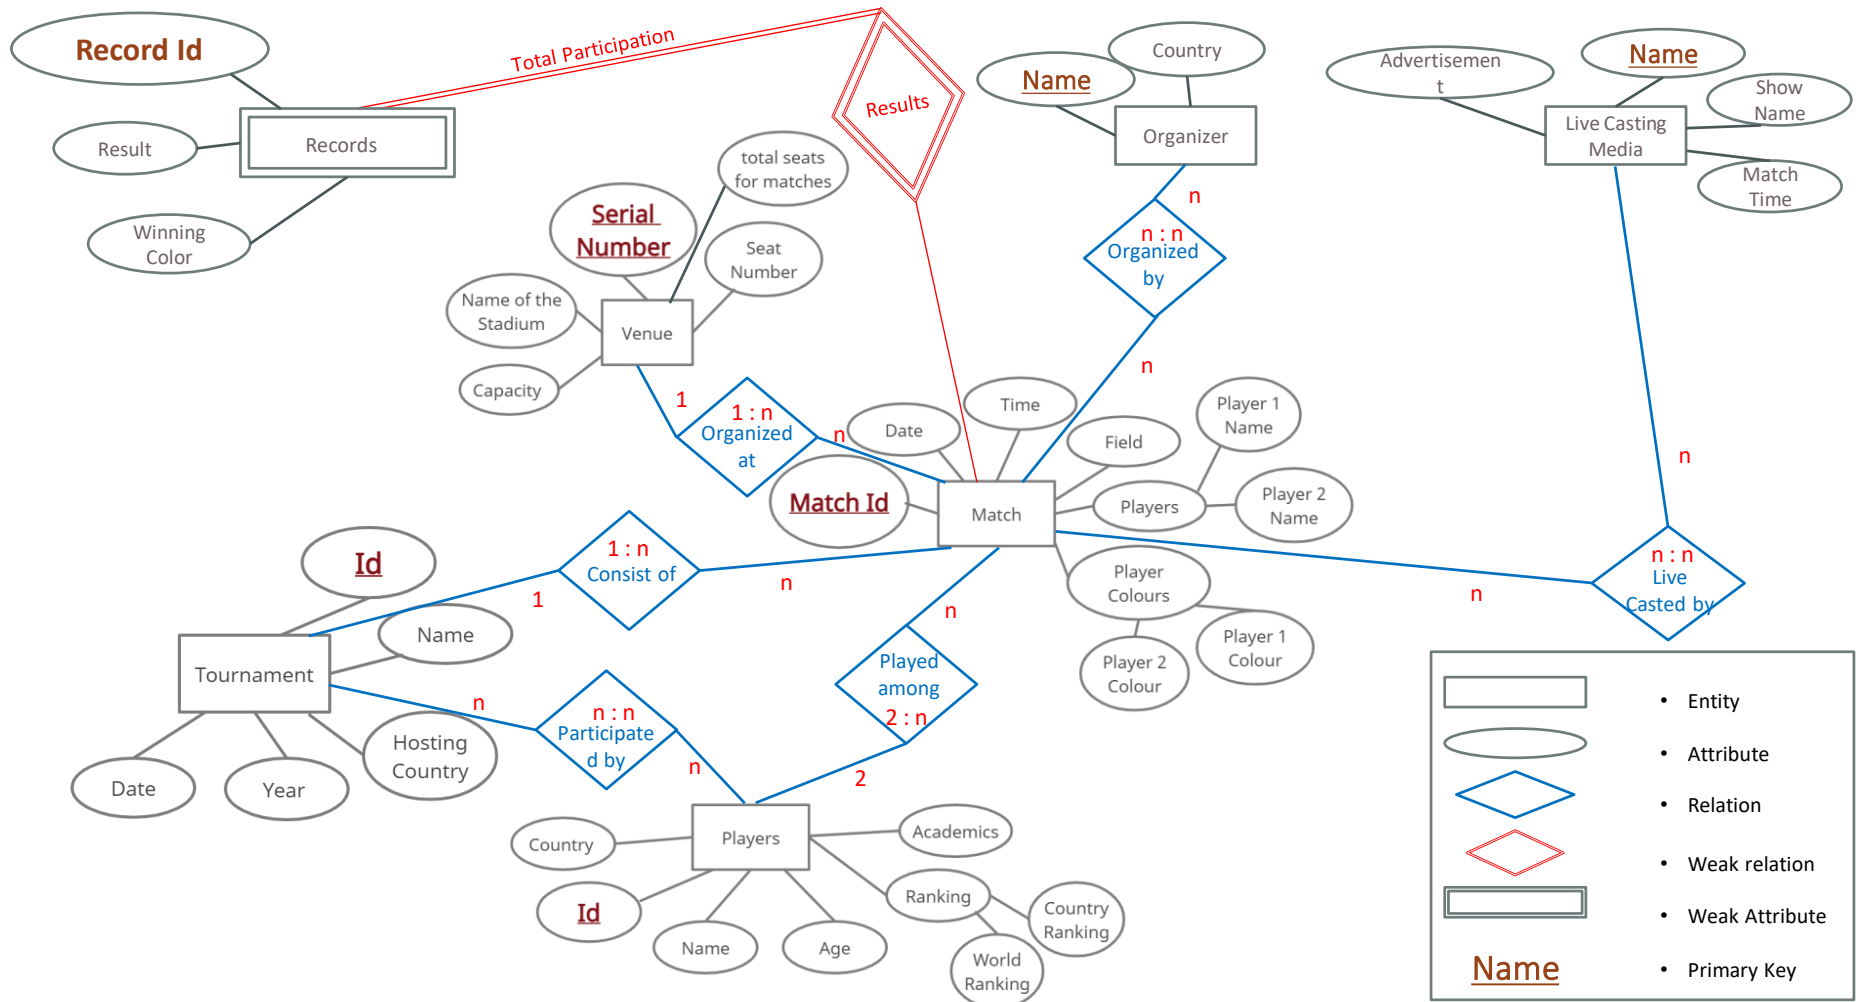 Record Id
Result
Winning
Color
Records
Total Participation
Results
Name
Country
Organizer
Advertisemen
t
Name
Show
Name
Match
Time
Live Casting
Media
total seats
for matches
Serial
Number
Seat
Number
Name of the
Stadium
Venue
Capacity
n
n : n
Organized
by
n
1
1 : n
Organized
at
n
Date
Time
Field
Player 1
Name
Match Id
Match
Players
Player 2
Name
n
Player
Colours
Player 2
Colour
Player 1
Colour
n
n : n
Live
Casted by
Id
1 : n
Consist of
1
n
Name
Tournament
Date
Year
Hosting
Country
n
n : n
Participate
d by
n
n
Played
among
2 : n
2
Players
Country
Id
Name
Age
Academics
Ranking
Country
Ranking
World
Ranking
• Entity
• Attribute
• Relation
• Weak relation
• Weak Attribute
Name
• Primary Key